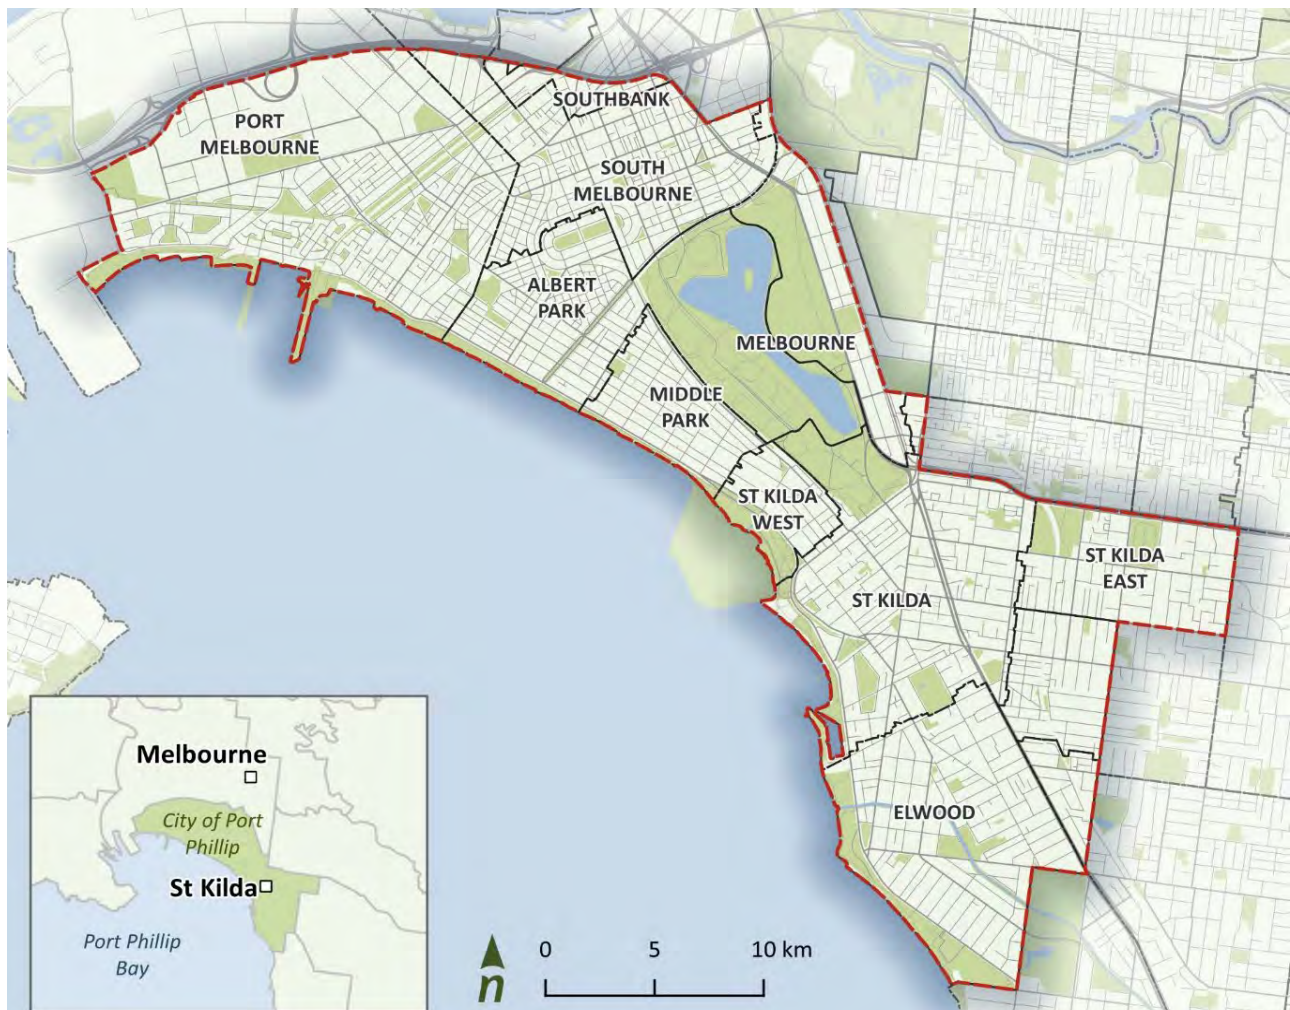 SOUTHBANK
PORT
MELBOURNE
SOUTH
MELBOURNE
ALBERT
PARK
MELBOURNE
MIDDLE
PARK
ST KILDA
WEST
ST KILDA
EAST
ST KILDA
ELWOOD
Melbourne
City of Port
Phillip
St Kilda
Port Phillip
Bay
n
0 5 10 km